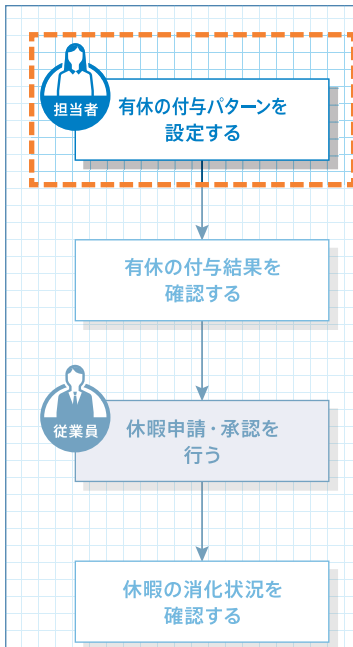 担当者
有休の付与パターンを
設定する
有休の付与結果を
確認する
従業員
休暇申請・承認を
行う
休暇の消化状況を
確認する